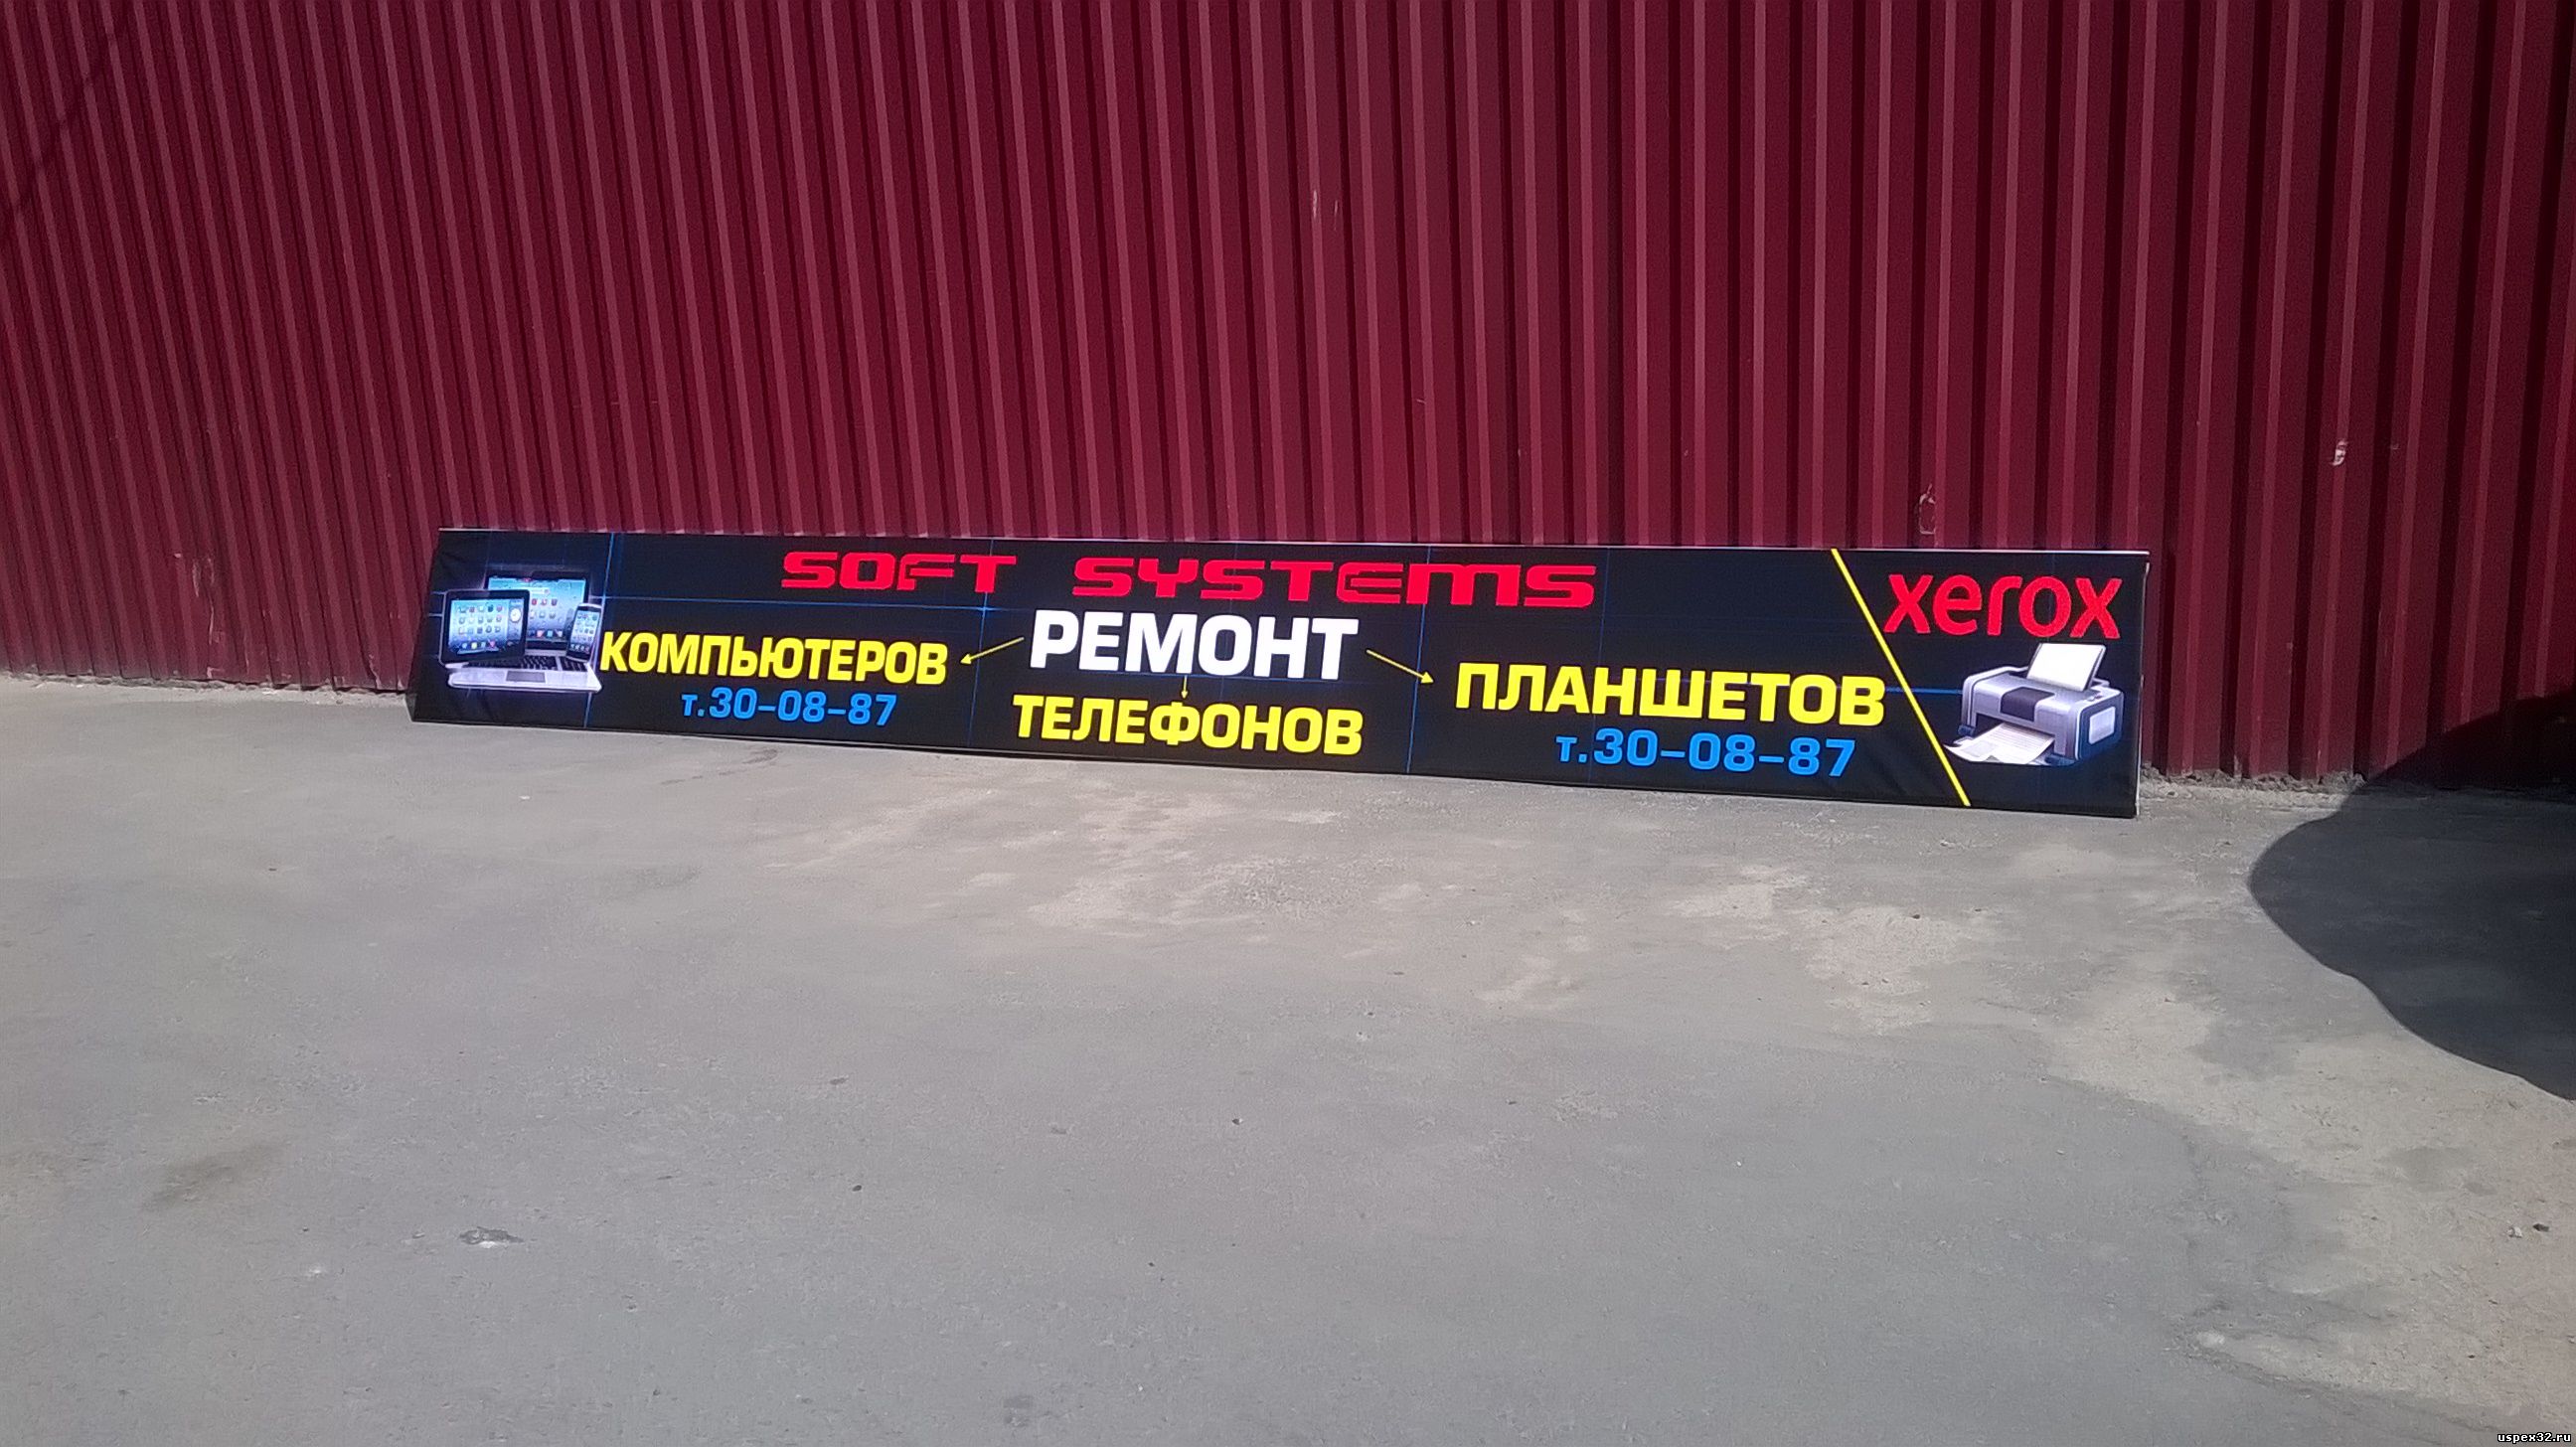 SOFT SYSTEMS
xerox
РЕМОНТ
КОМПЬЮТЕРОВ
т.30-08-87
ТЕЛЕФОНОВ
ПЛАНШЕТОВ
т.30-08-87
uspex32.ru